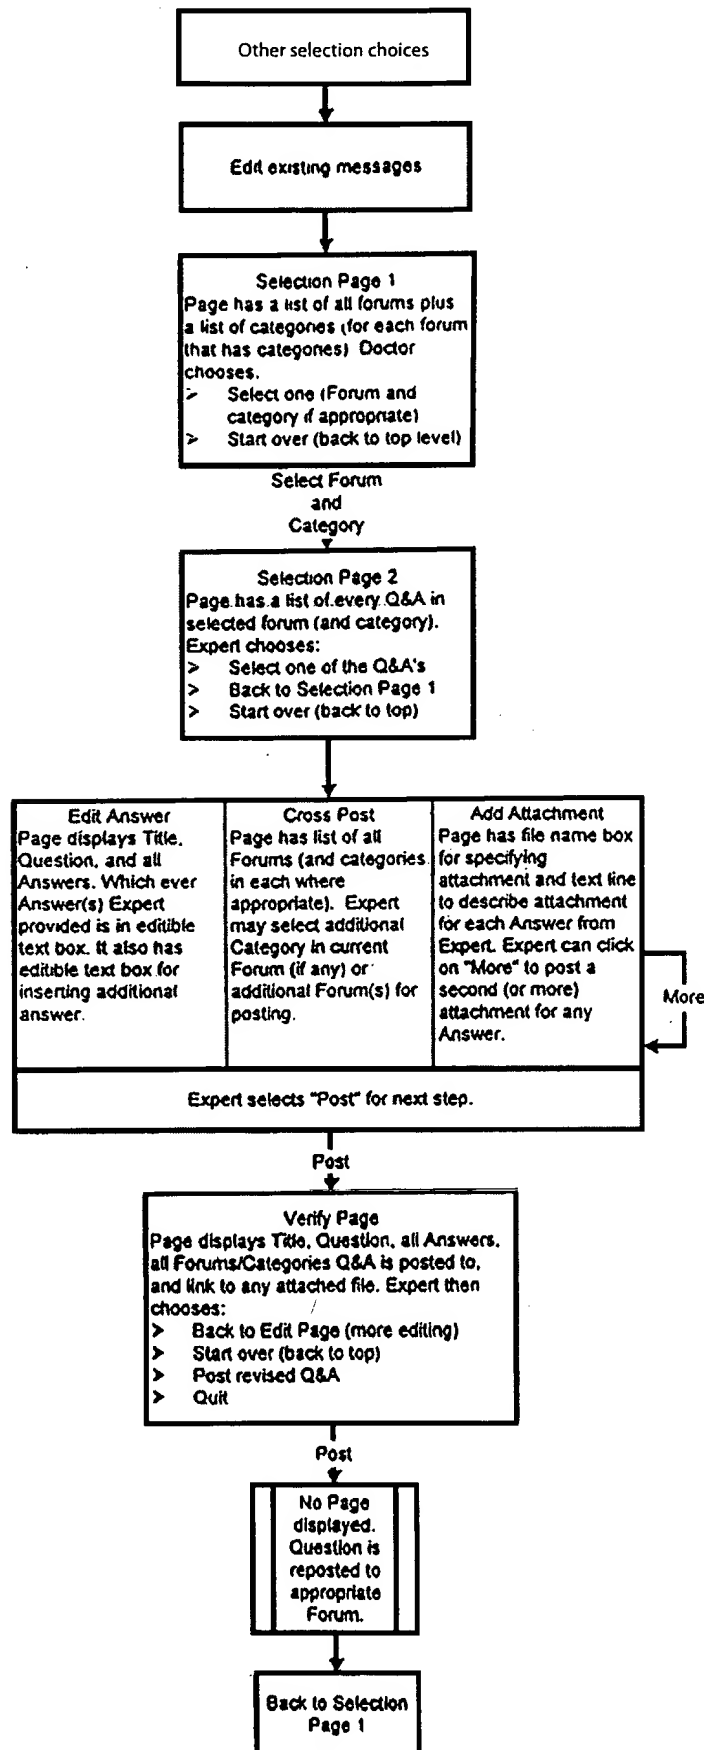 Other selection choices
Edit existing messages
Selection Page 1
Page has a list of all forums plus
a list of categories (for each forum
that has categories) Doctor
chooses.
➢ Select one (Forum and
category if appropriate)
➢ Start over (back to top level)
Select Forum
and
Category
Selection Page 2
Page has a list of every Q&A in
selected forum (and category).
Expert chooses:
➢ Select one of the Q&A's
➢ Back to Selection Page 1
➢ Start over (back to top)
Edit Answer
Page displays Title,
Question, and all
Answers. Which ever
Answer(s) Expert
provided is in editible
text box. It also has
editible text box for
inserting additional
answer.
Cross Post
Page has list of all
Forums (and categories
in each where
appropriate). Expert
may select additional
Category in current
Forum (if any) or
additional Forum(s) for
posting.
Add Attachment
Page has file name box
for specifying
attachment and text line
to describe attachment
for each Answer from
Expert. Expert can click
on "More" to post a
second (or more)
attachment for any
Answer.
More
Expert selects "Post" for next step.
Post
Verify Page
Page displays Title, Question, all Answers,
all Forums/Categories Q&A is posted to,
and link to any attached file. Expert then
chooses:
➢ Back to Edit Page (more editing)
➢ Start over (back to top)
➢ Post revised Q&A
➢ Quit
Post
No Page
displayed.
Question is
reposted to
appropriate
Forum.
Back to Selection
Page 1